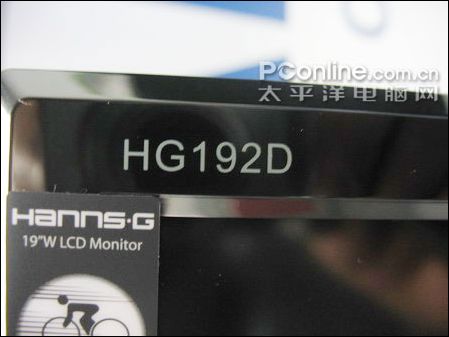 PConline.com.cn
太平洋电脑网
HG192D
HANNS·G
19"W LCD Monitor